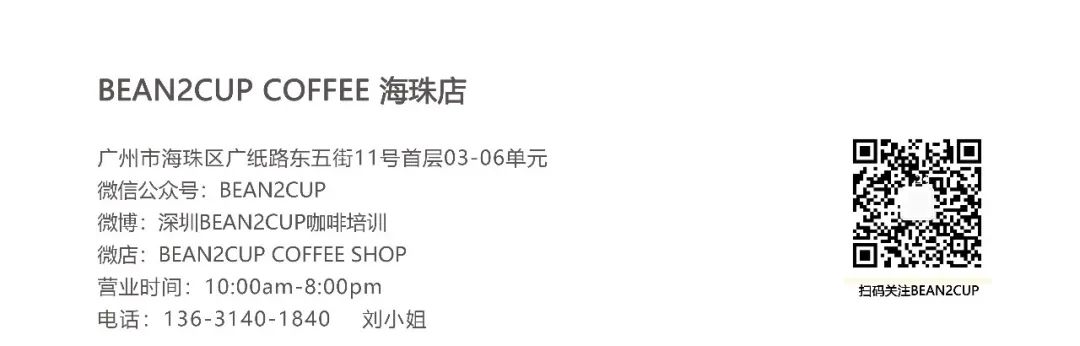 BEAN2CUP COFFEE 海珠店
广州市海珠区广纸路东五街11号首层03-06单元
微信公众号：BEAN2CUP
微博：深圳BEAN2CUP咖啡培训
微店：BEAN2CUP COFFEE SHOP
营业时间：10:00am-8:00pm
电话：136-3140-1840 刘小姐
扫码关注BEAN2CUP